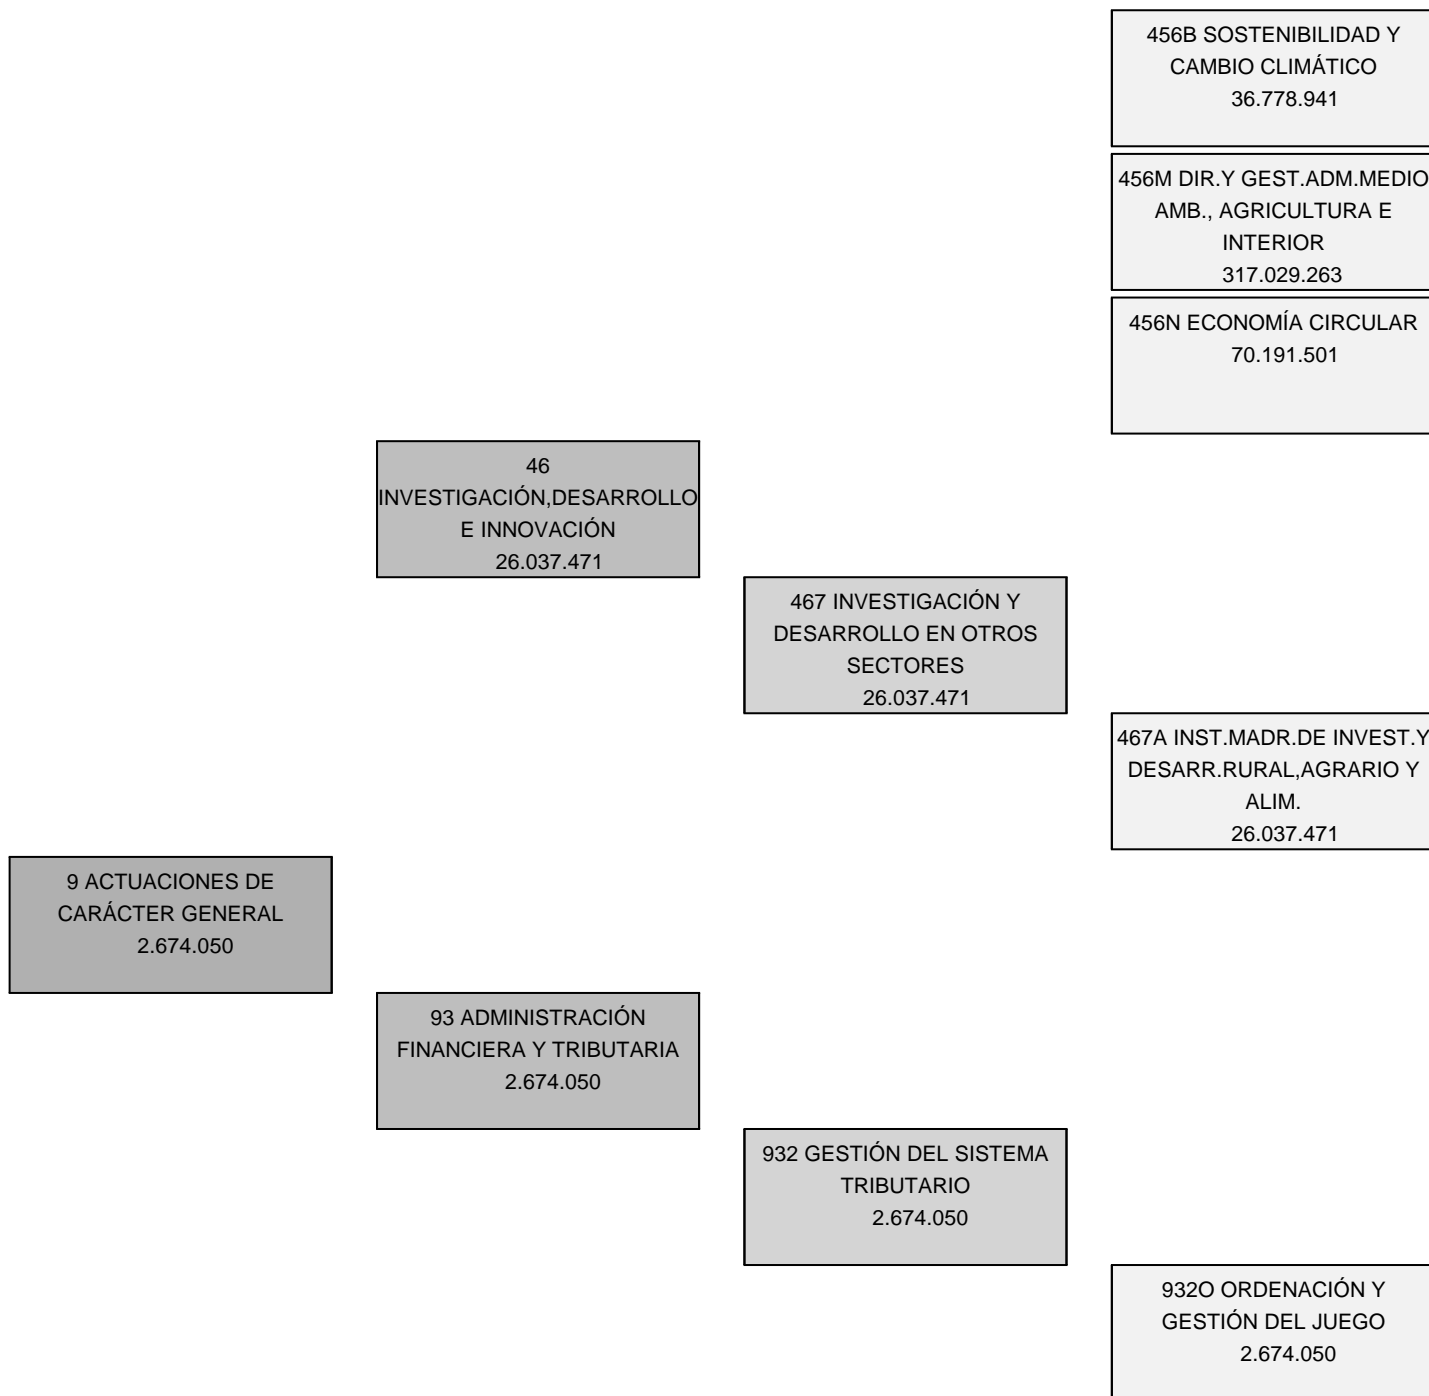 456B SOSTENIBILIDAD Y
CAMBIO CLIMÁTICO
36.778.941
456M DIR.Y GEST.ADM.MEDIO
AMB., AGRICULTURA E
INTERIOR
317.029.263
456N ECONOMÍA CIRCULAR
70.191.501
46
INVESTIGACIÓN,DESARROLLO
E INNOVACIÓN
26.037.471
467 INVESTIGACIÓN Y
DESARROLLO EN OTROS
SECTORES
26.037.471
467A INST.MADR.DE INVEST.Y
DESARR.RURAL,AGRARIO Y
ALIM.
26.037.471
9 ACTUACIONES DE
CARÁCTER GENERAL
2.674.050
93 ADMINISTRACIÓN
FINANCIERA Y TRIBUTARIA
2.674.050
932 GESTIÓN DEL SISTEMA
TRIBUTARIO
2.674.050
932O ORDENACIÓN Y
GESTIÓN DEL JUEGO
2.674.050